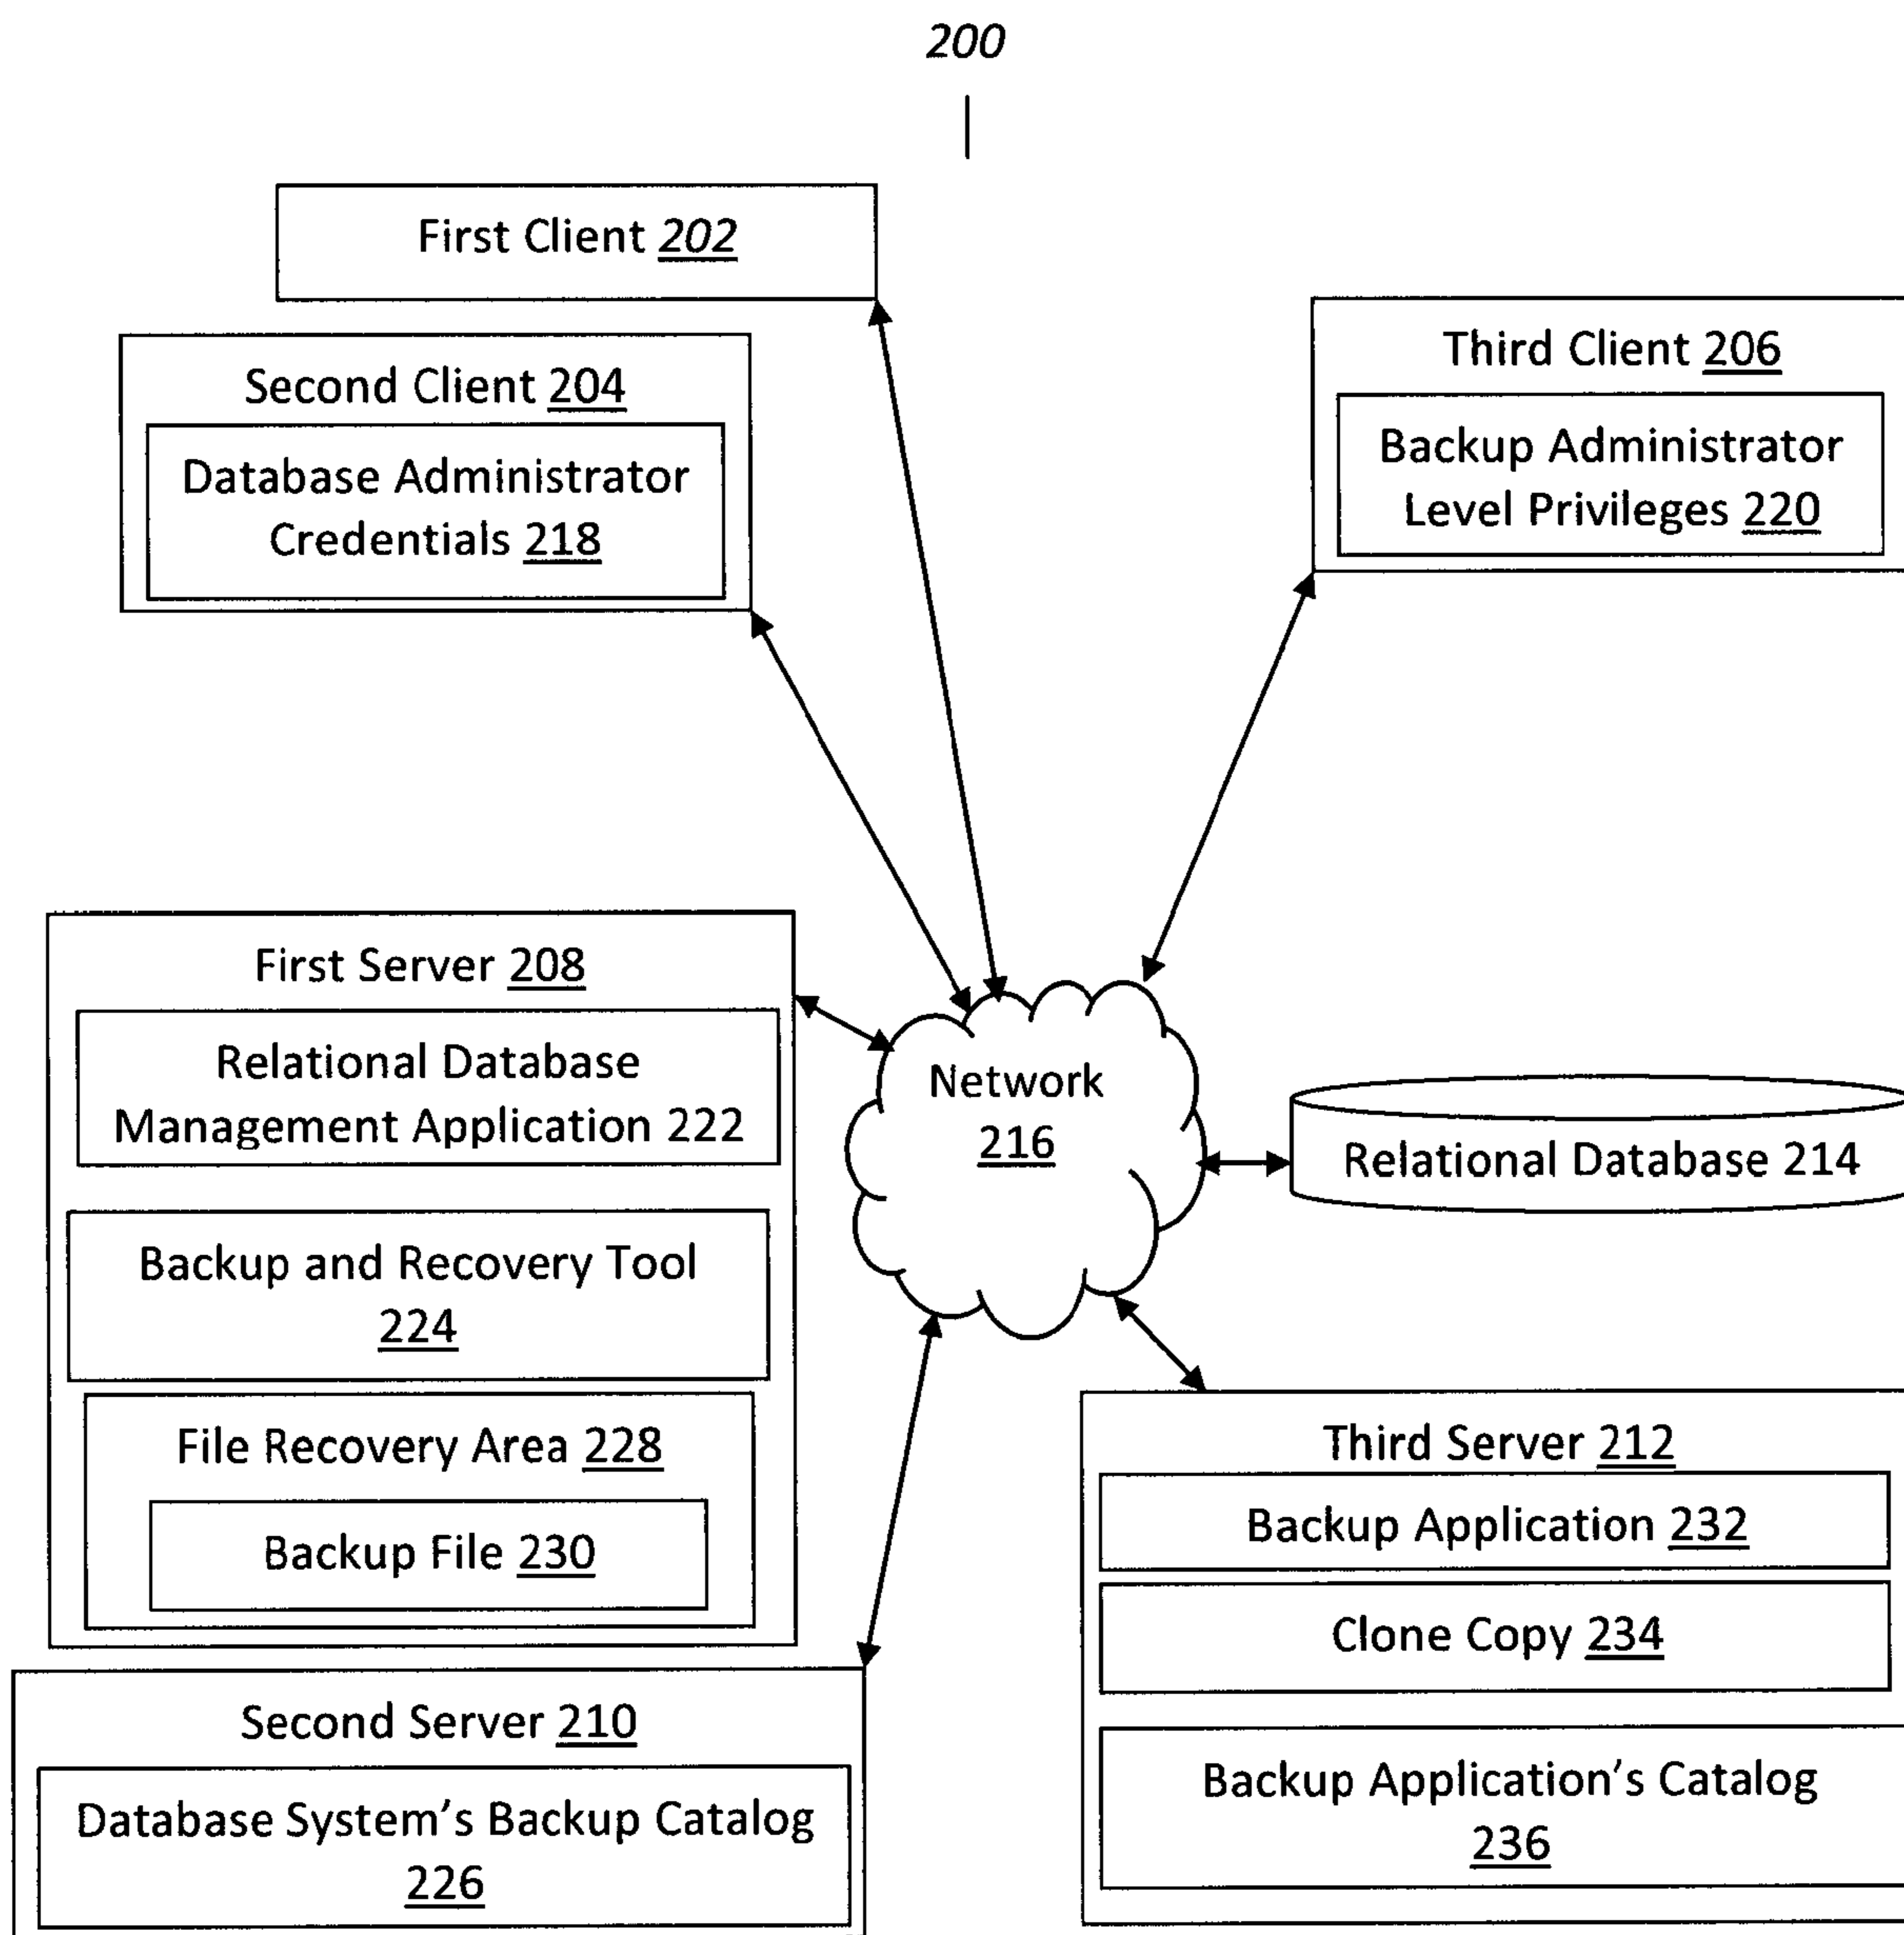 200
First Client 202
Second Client 204
Database Administrator
Credentials 218
Third Client 206
Backup Administrator
Level Privileges 220
First Server 208
Relational Database
Management Application 222
Backup and Recovery Tool
224
File Recovery Area 228
Backup File 230
Network
216
Relational Database 214
Second Server 210
Database System’s Backup Catalog
226
Third Server 212
Backup Application 232
Clone Copy 234
Backup Application’s Catalog
236